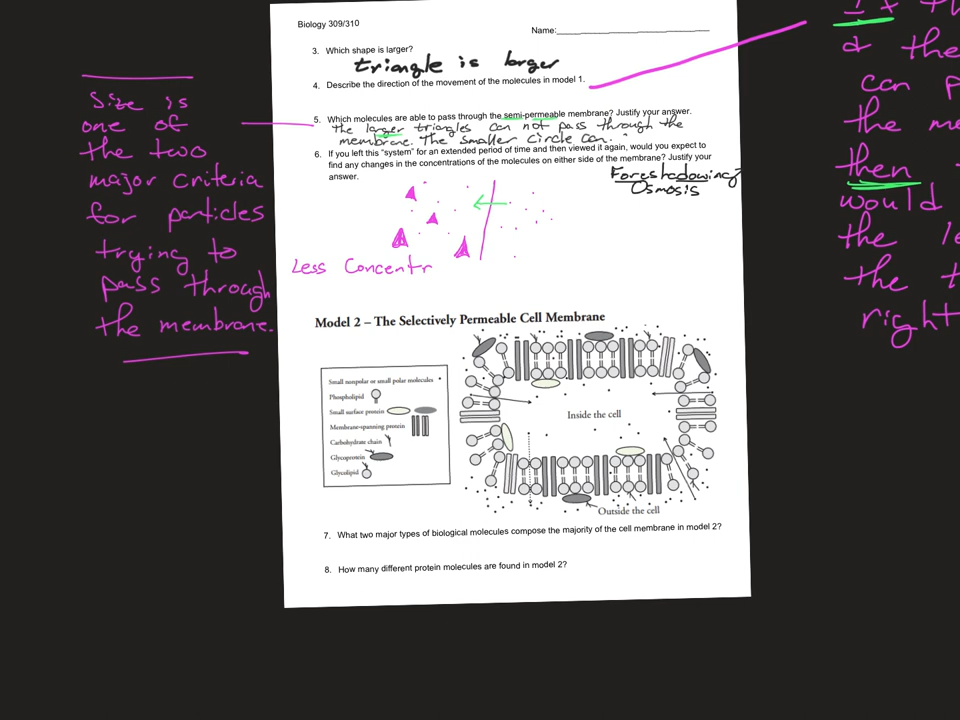 Biology 309/310
Name:
3. Which shape is larger?
triangle is larger
4. Describe the direction of the movement of the molecules in model 1.
5. Which molecules are able to pass through the semi-permeable membrane? Justify your answer.
The larger triangles can not pass through the
membrane. The smaller circle can.
6. If you left this "system" for an extended period of time and then viewed it again, would you expect to
find any changes in the concentrations of the molecules on either side of the membrane? Justify your
answer.
Foreshadowing
Osmosis
Less Concentr
Size is
one of
the two
major criteria
for particles
trying to
pass through
the membrane.
& the
can p
the me
then
would
the le
the t
right
Model 2 – The Selectively Permeable Cell Membrane
Small nonpolar or small polar molecules
Phospholipid
Small surface protein
Membrane-spanning protein
Carbohydrate chain
Glycoprotein
Glycolipid
Inside the cell
Outside the cell
7. What two major types of biological molecules compose the majority of the cell membrane in model 2?
8. How many different protein molecules are found in model 2?